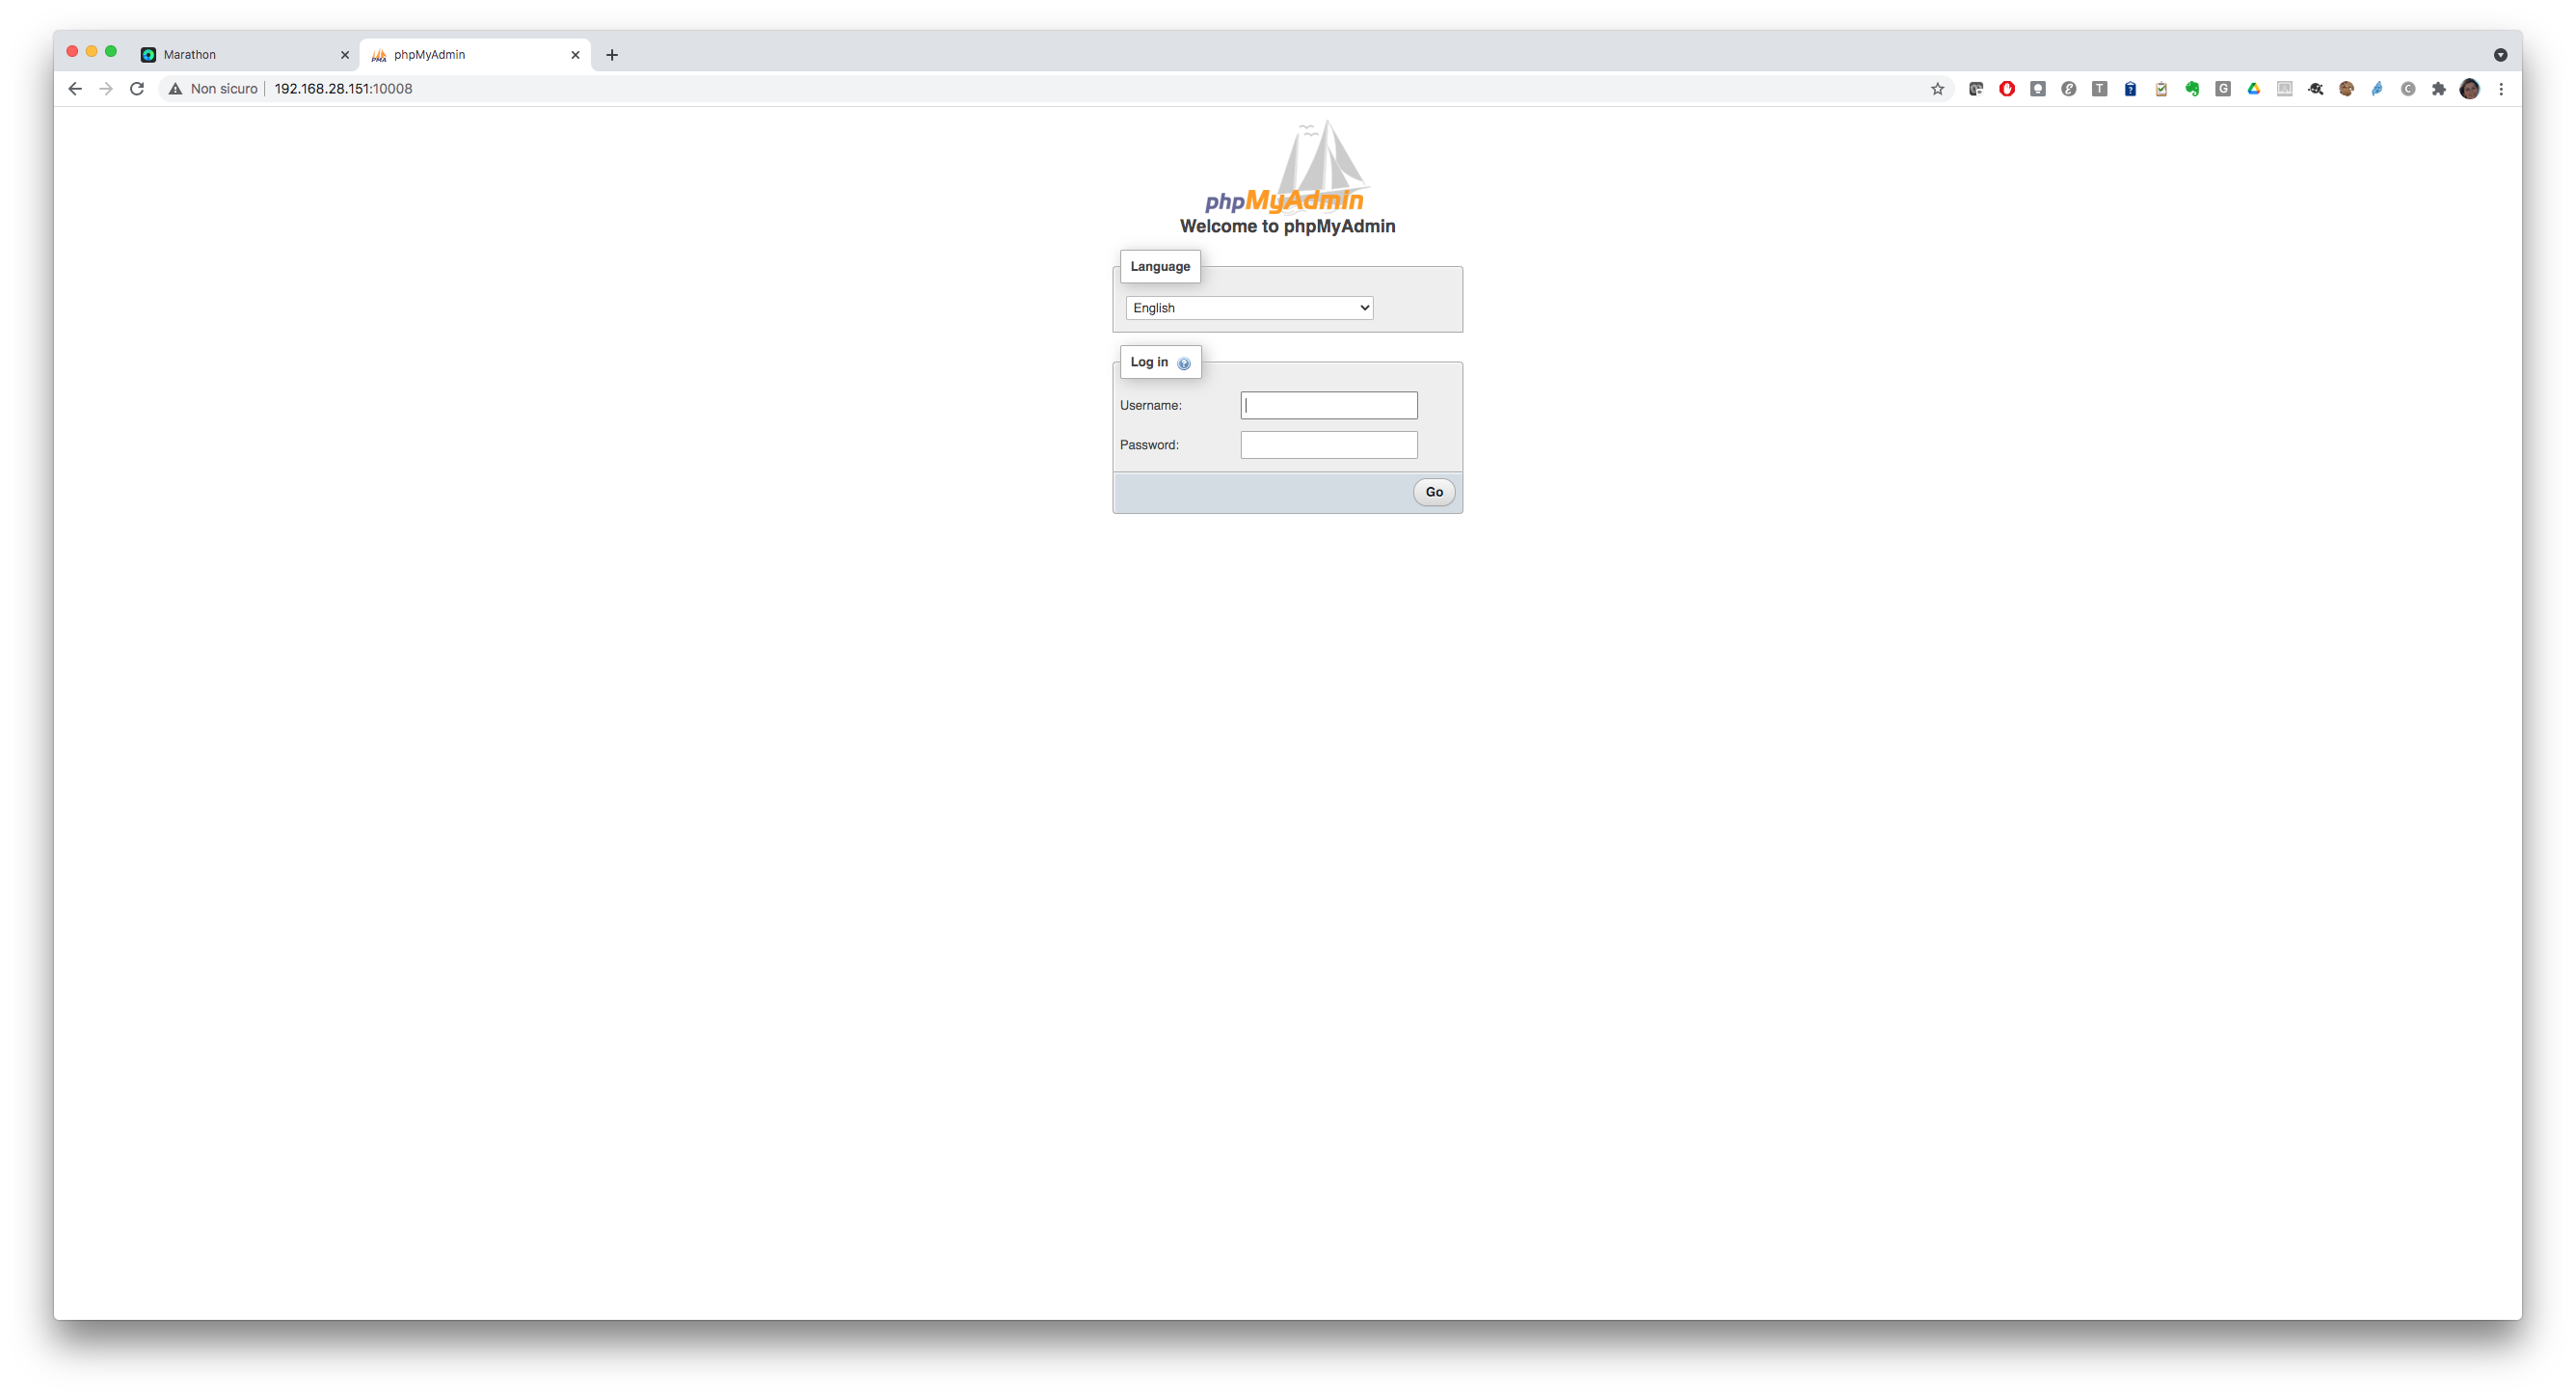 Marathon
phpMyAdmin
Non sicuro
192.168.28.151:10008
phpMyAdmin
Welcome to phpMyAdmin
Language
English
Log in
Username:
Password:
Go